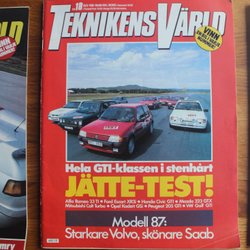 18
TEKNIKENS VÄRLD
VINN
Hela GTI-klassen i stenhårt
JÄTTE-TEST!
Alfa Romeo 33 TI • Ford Escort XR3i • Honda Civic GTI • Mazda 323 GTX
Mitsubishi Colt Turbo • Opel Kadett GSi • Peugeot 205 GTI • VW Golf GTI
Modell 87:
Starkare Volvo, skönare Saab